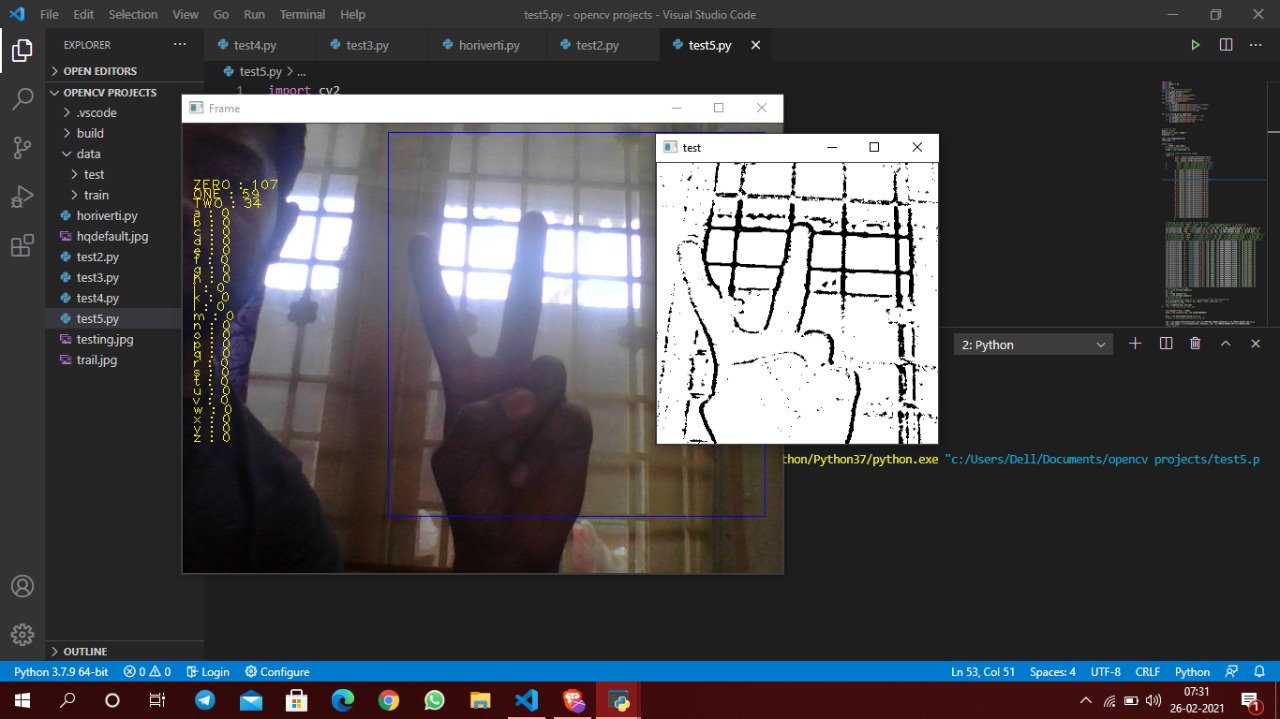 File Edit Selection View Go Run Terminal Help
test5.py - opencv projects - Visual Studio Code
EXPLORER
test4.py test3.py horiverti.py test2.py test5.py
OPEN EDITORS
test5.py > ...
OPENCV PROJECTS
1 import cv2
.vscode
build
data
test
train
horiverti.py
hqdefault.jpg
test2.py
test3.py
test4.py
test5.py
testing.jpg
trail.jpg
OUTLINE
Frame
ZERO : 107
ONE : 59
TWO : 34
a : 0
b : 0
c : 0
d : 0
e : 0
f : 0
g : 0
h : 0
i : 0
k : 0
l : 0
m : 0
n : 0
o : 0
p : 0
q : 0
r : 0
s : 0
t : 0
u : 0
v : 0
w : 0
x : 0
y : 0
z : 0
test
2: Python
thon/Python37/python.exe "c:/Users/Dell/Documents/opencv projects/test5.p
Python 3.7.9 64-bit 0 0 Login Configure
Ln 53, Col 51 Spaces: 4 UTF-8 CRLF Python
07:31
26-02-2021
1